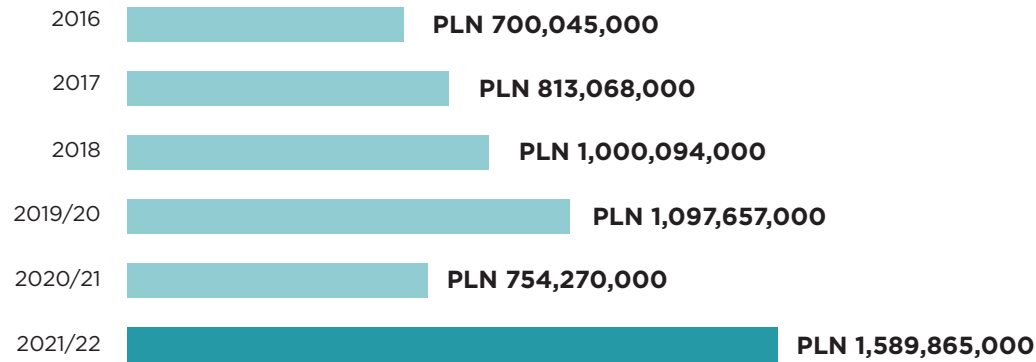 2016 PLN 700,045,000
2017 PLN 813,068,000
2018 PLN 1,000,094,000
2019/20 PLN 1,097,657,000
2020/21 PLN 754,270,000
2021/22 PLN 1,589,865,000